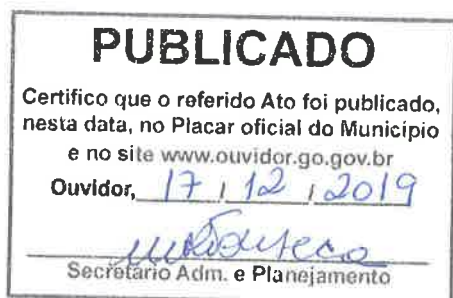 PUBLICADO
Certifico que o referido Ato foi publicado,
nesta data, no Placar oficial do Município
e no site www.ouvidor.go.gov.br
Ouvidor, 17 / 12 / 2019
Secretário Adm. e Planejamento